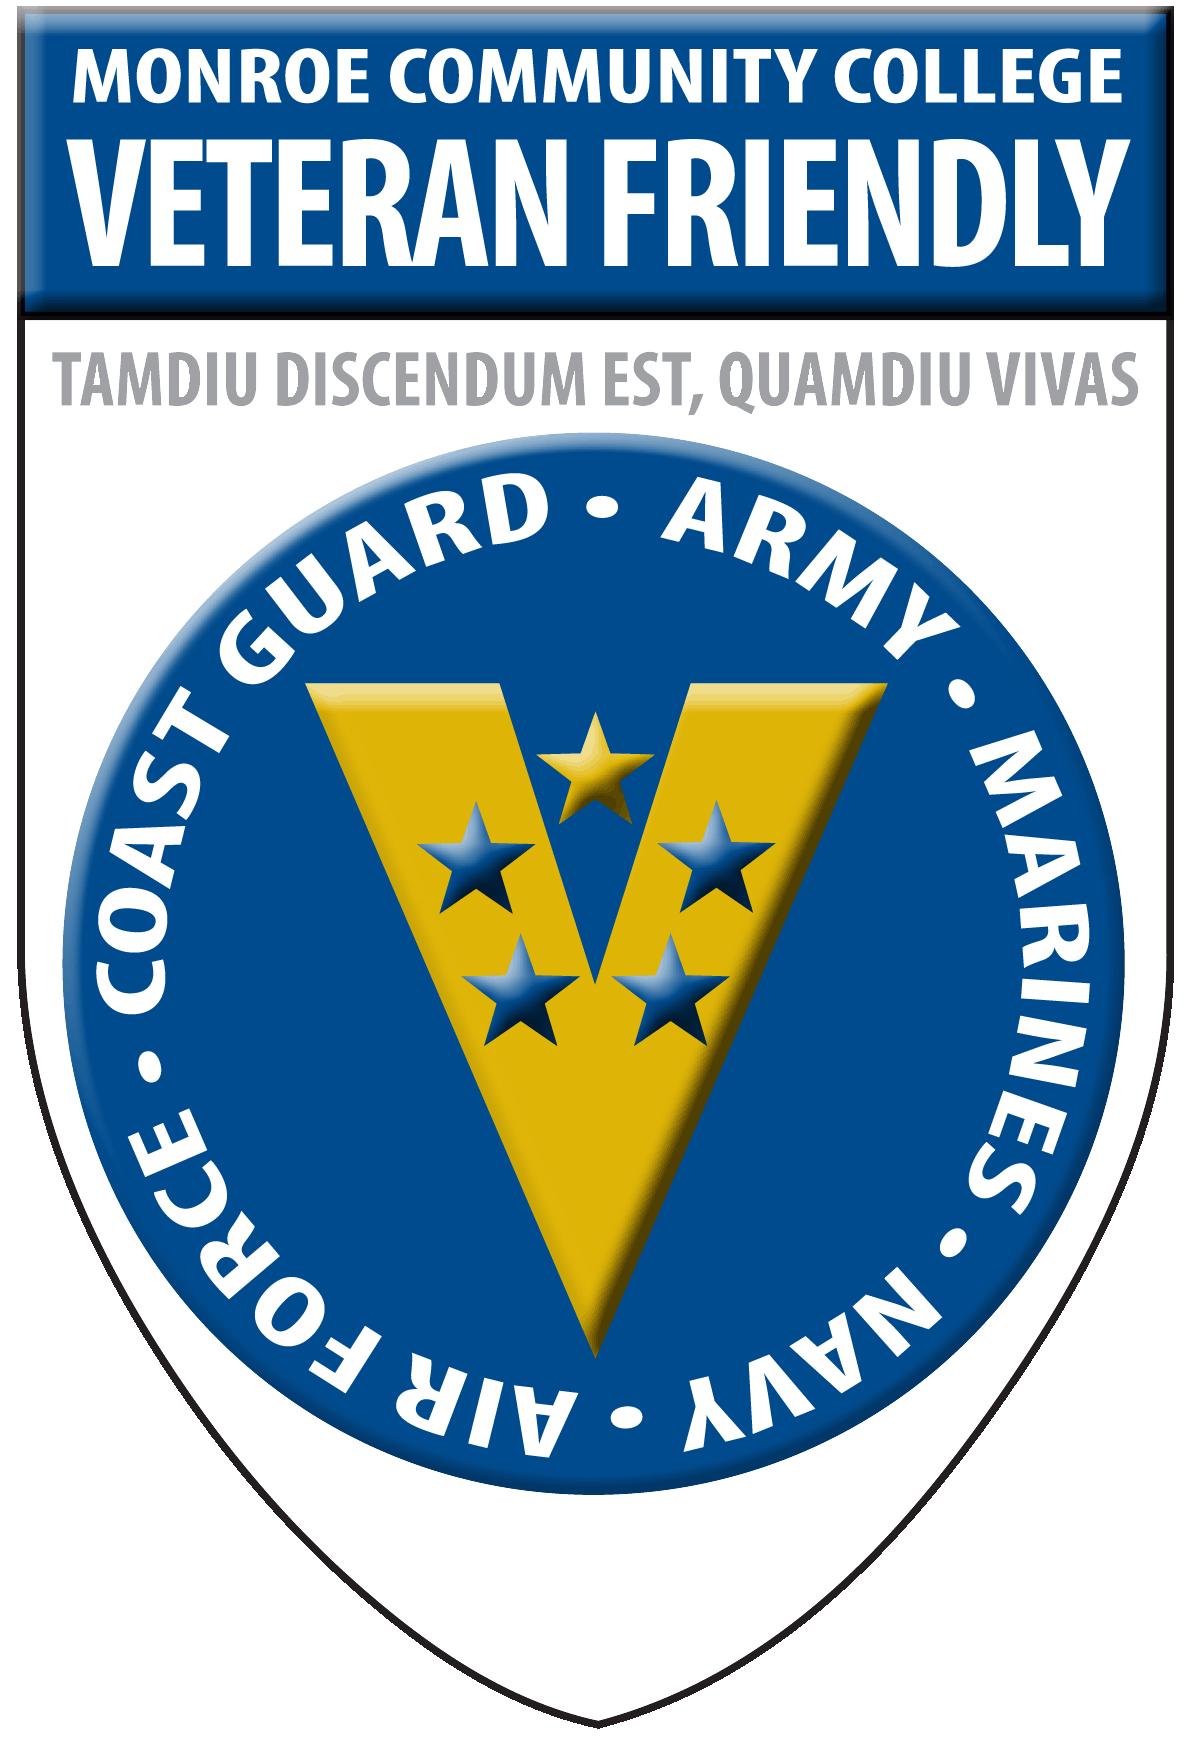 MONROE COMMUNITY COLLEGE
VETERAN FRIENDLY
TAMDIU DISCENDUM EST, QUAMDIU VIVAS
COAST GUARD • ARMY • MARINES • NAVY • AIR FORCE •